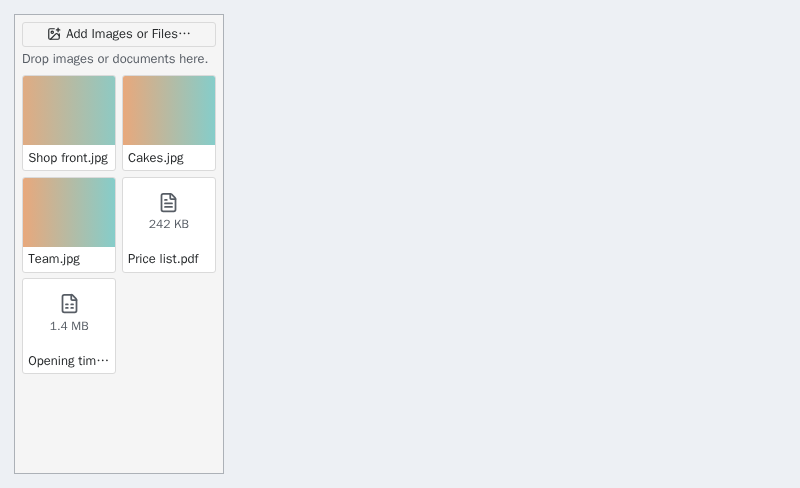 Add Images or Files…
Drop images or documents here.
Shop front.jpg
Cakes.jpg
Team.jpg
242 KB
Price list.pdf
1.4 MB
Opening tim…